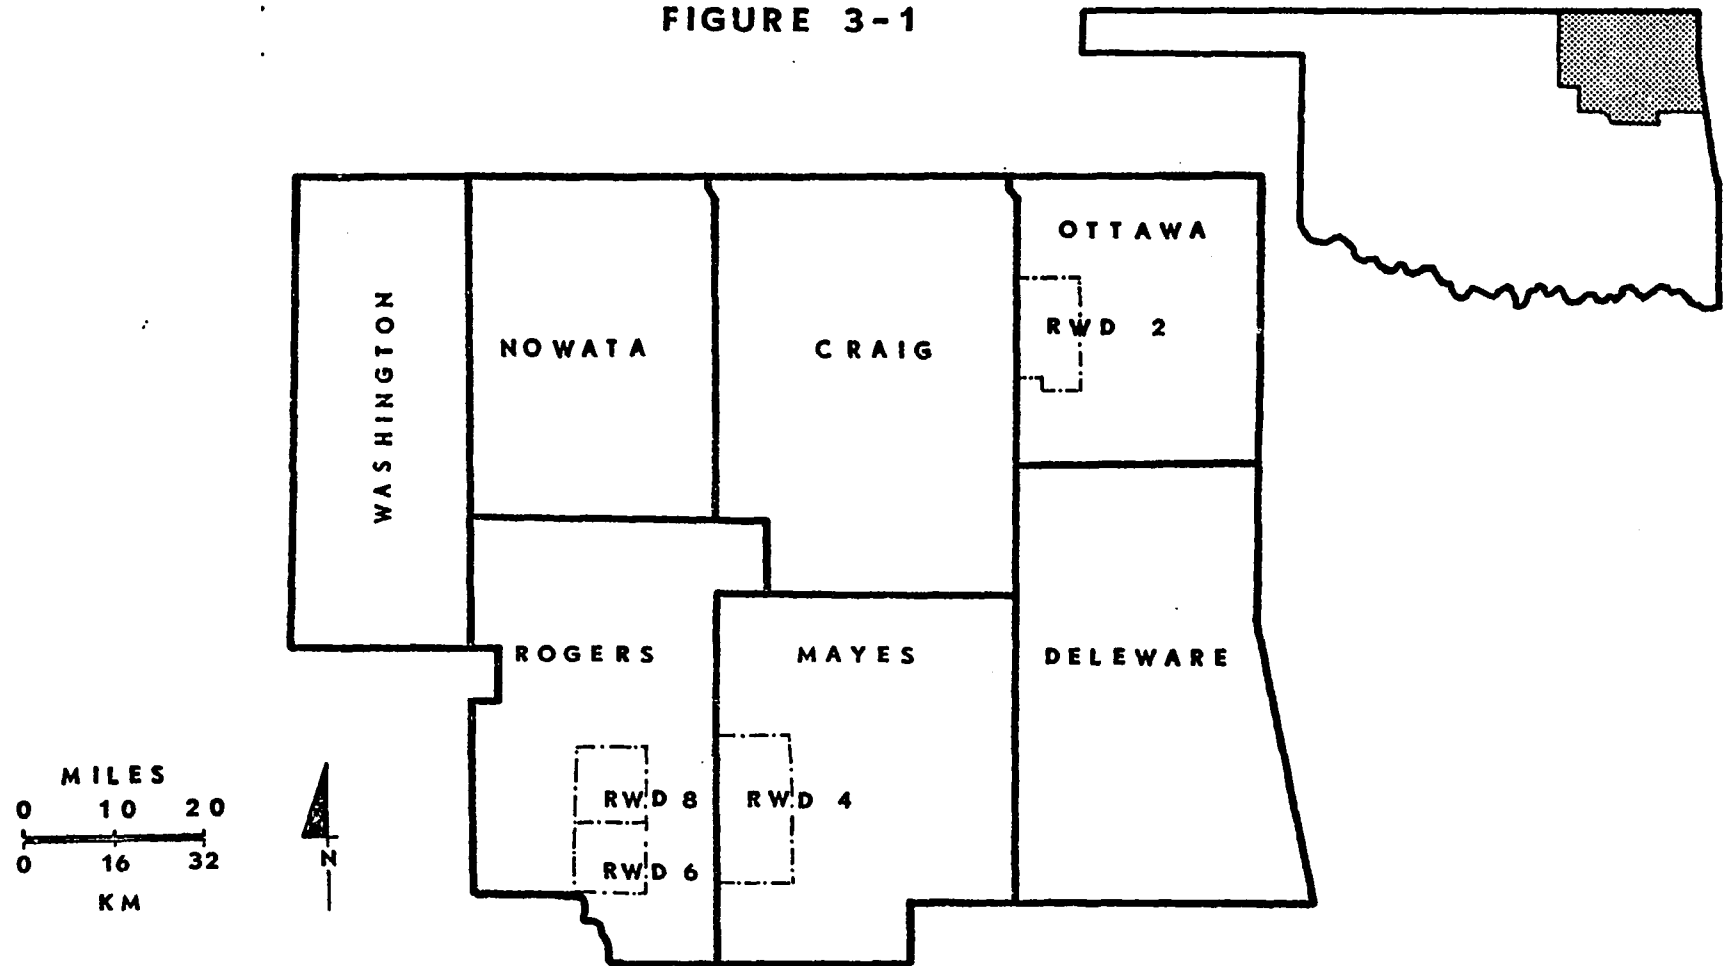 FIGURE 3-1
OTTAWA
WASHINGTON
NOWATA
CRAIG
RWD 2
ROGERS
MAYES
DELEWARE
MILES
0 10 20
0 16 32
KM
N
RWD 8
RWD 4
RWD 6